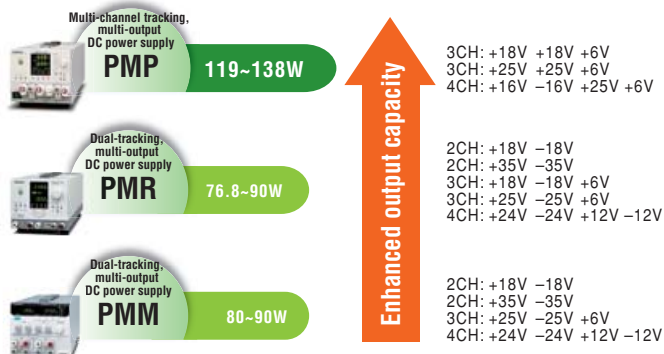 Multi-channel tracking,
multi-output
DC power supply
PMP
119~138W
3CH: +18V +18V +6V
3CH: +25V +25V +6V
4CH: +16V –16V +25V +6V
Enhanced output capacity
Dual-tracking,
multi-output
DC power supply
PMR
76.8~90W
2CH: +18V –18V
2CH: +35V –35V
3CH: +18V –18V +6V
3CH: +25V –25V +6V
4CH: +24V –24V +12V –12V
Dual-tracking,
multi-output
DC power supply
PMM
80~90W
2CH: +18V –18V
2CH: +35V –35V
3CH: +25V –25V +6V
4CH: +24V –24V +12V –12V